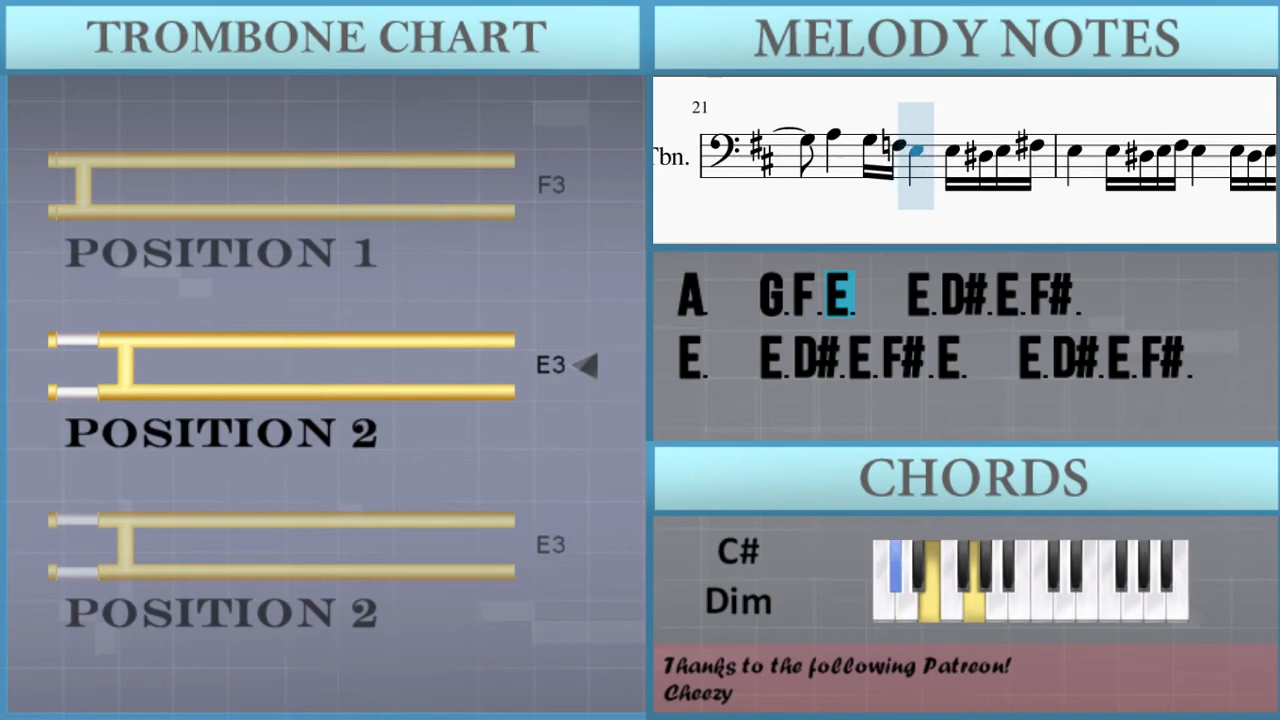 TROMBONE CHART
F3
POSITION 1
E3
POSITION 2
E3
POSITION 2
MELODY NOTES
21
Tbn.
A. G.F.E. E.D#.E.F#.
E. E.D#.E.F#.E. E.D#.E.F#.
CHORDS
C#
Dim
Thanks to the following Patreon!
Cheezy